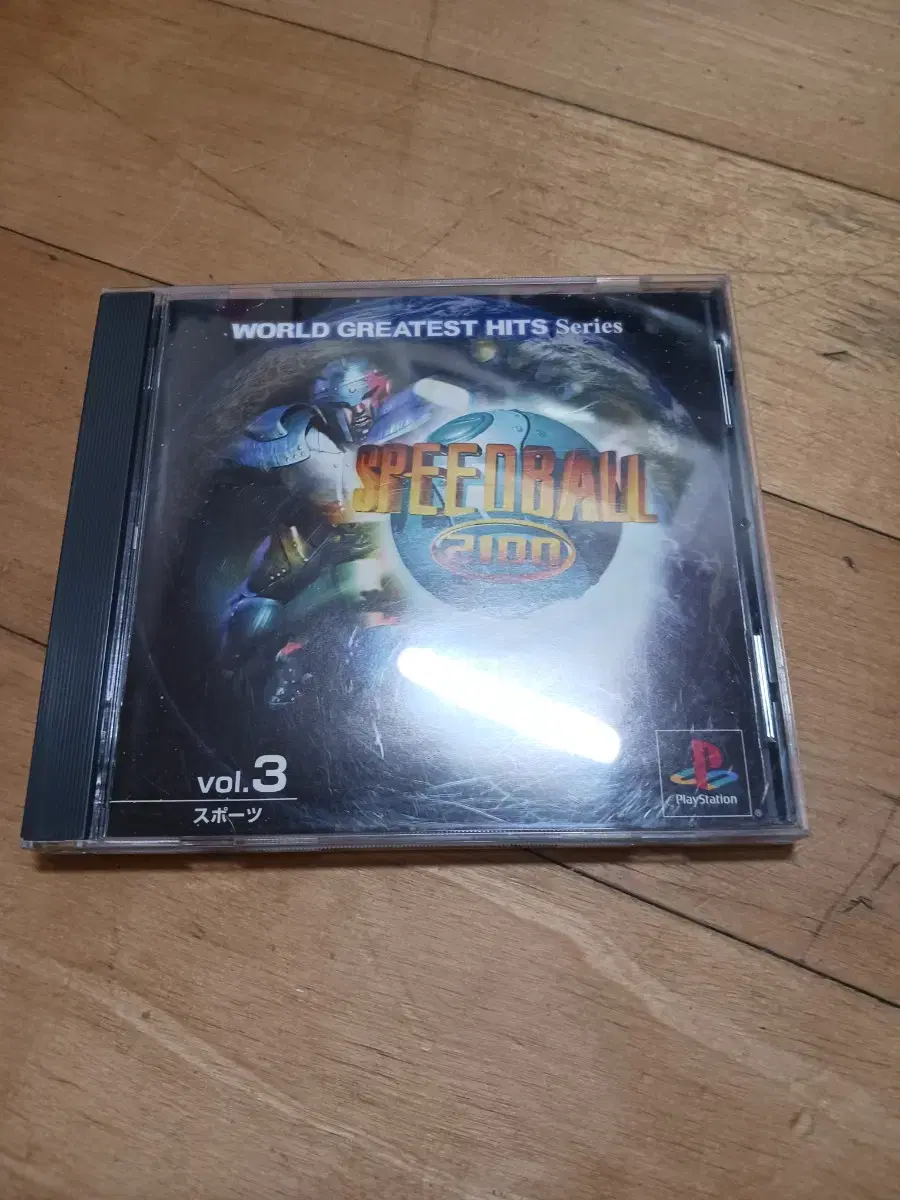 WORLD GREATEST HITS Series
SPEEDBALL
2100
vol.3
スポーツ
PlayStation